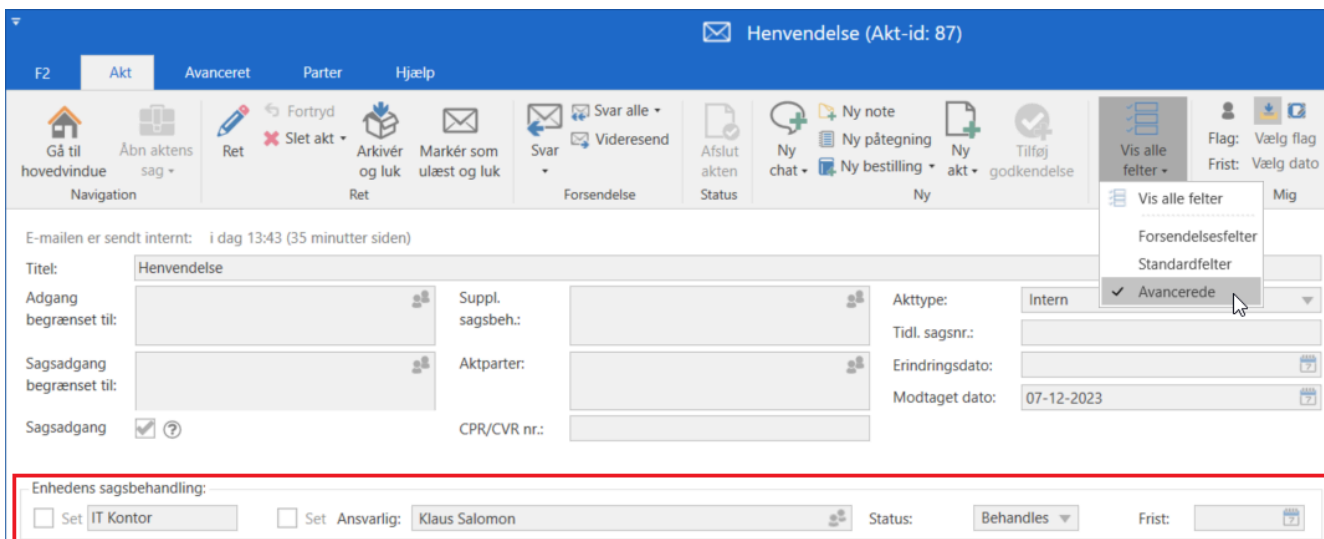 Henvendelse (Akt-id: 87)
F2 Akt Avanceret Parter Hjælp
Gå til hovedvindue
Åbn aktens sag
Navigation
Ret
Fortryd
Slet akt
Arkivér og luk
Markér som ulæst og luk
Ret
Svar
Svar alle
Videresend
Forsendelse
Afslut akten
Status
Ny chat
Ny note
Ny påtegning
Ny bestilling
Ny akt
Tilføj godkendelse
Ny
Vis alle felter
Vis alle felter
Forsendelsesfelter
Standardfelter
Avancerede
Flag: Vælg flag
Frist: Vælg dato
Mig
E-mailen er sendt internt: i dag 13:43 (35 minutter siden)
Titel: Henvendelse
Adgang begrænset til:
Suppl. sagsbeh.:
Akttype: Intern
Tidl. sagsnr.:
Sagsadgang begrænset til:
Aktparter:
Erindringsdato:
Modtaget dato: 07-12-2023
Sagsadgang
CPR/CVR nr.:
Enhedens sagsbehandling:
Set IT Kontor Set Ansvarlig: Klaus Salomon Status: Behandles Frist: